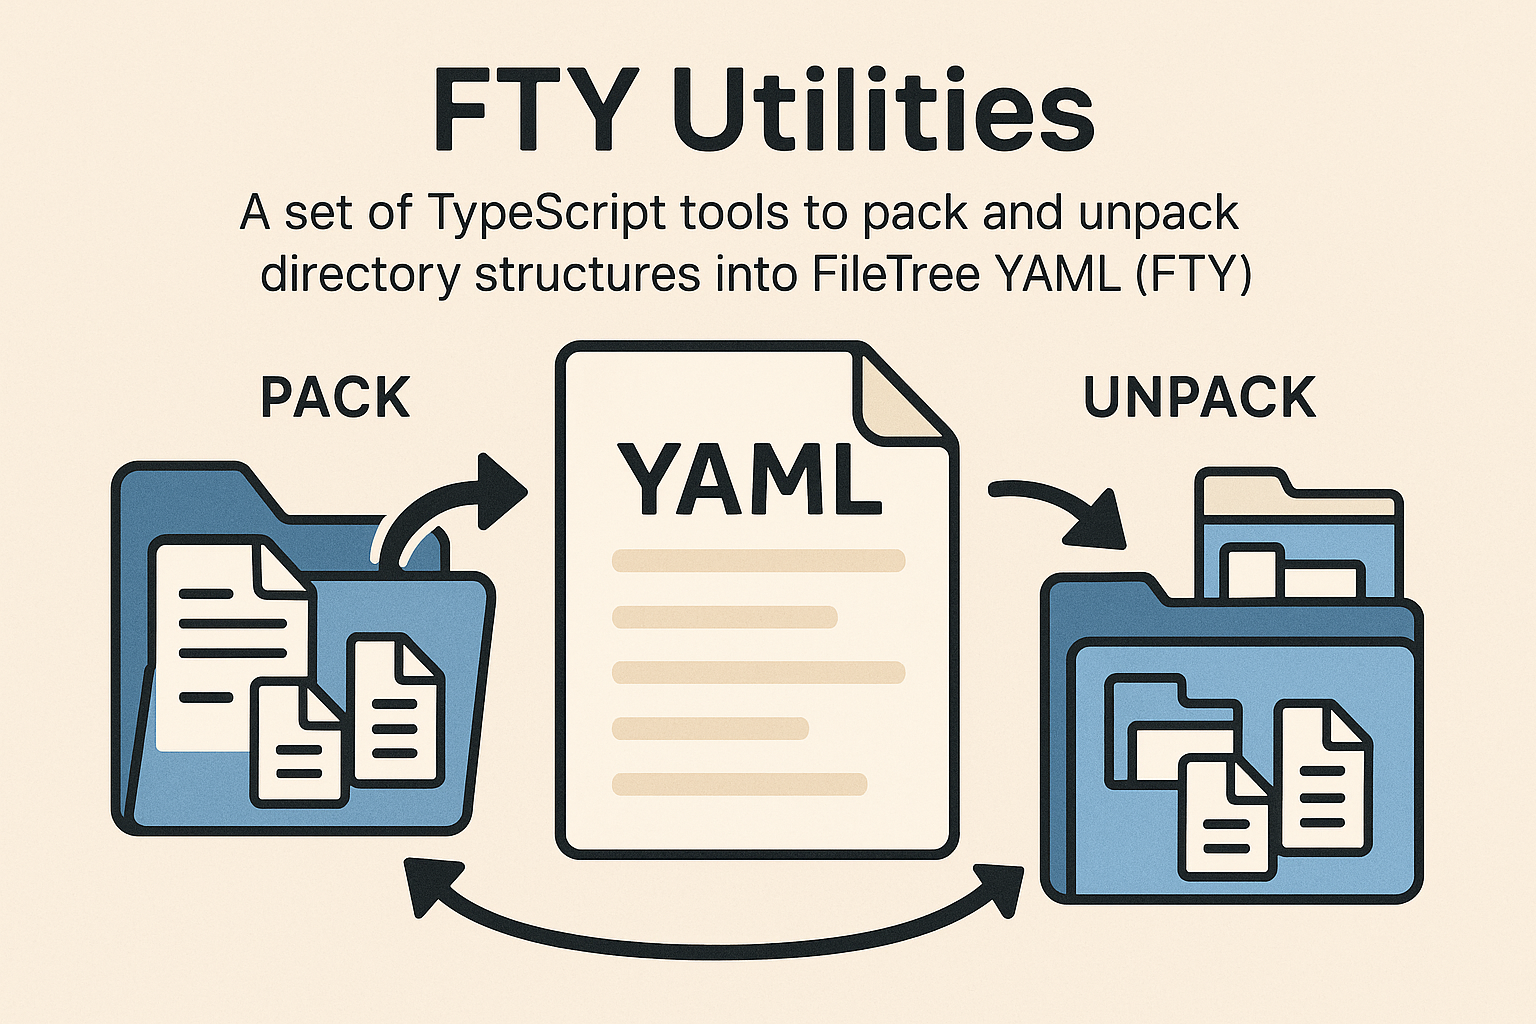 FTY Utilities
A set of TypeScript tools to pack and unpack
directory structures into FileTree YAML (FTY)
PACK
UNPACK
YAML